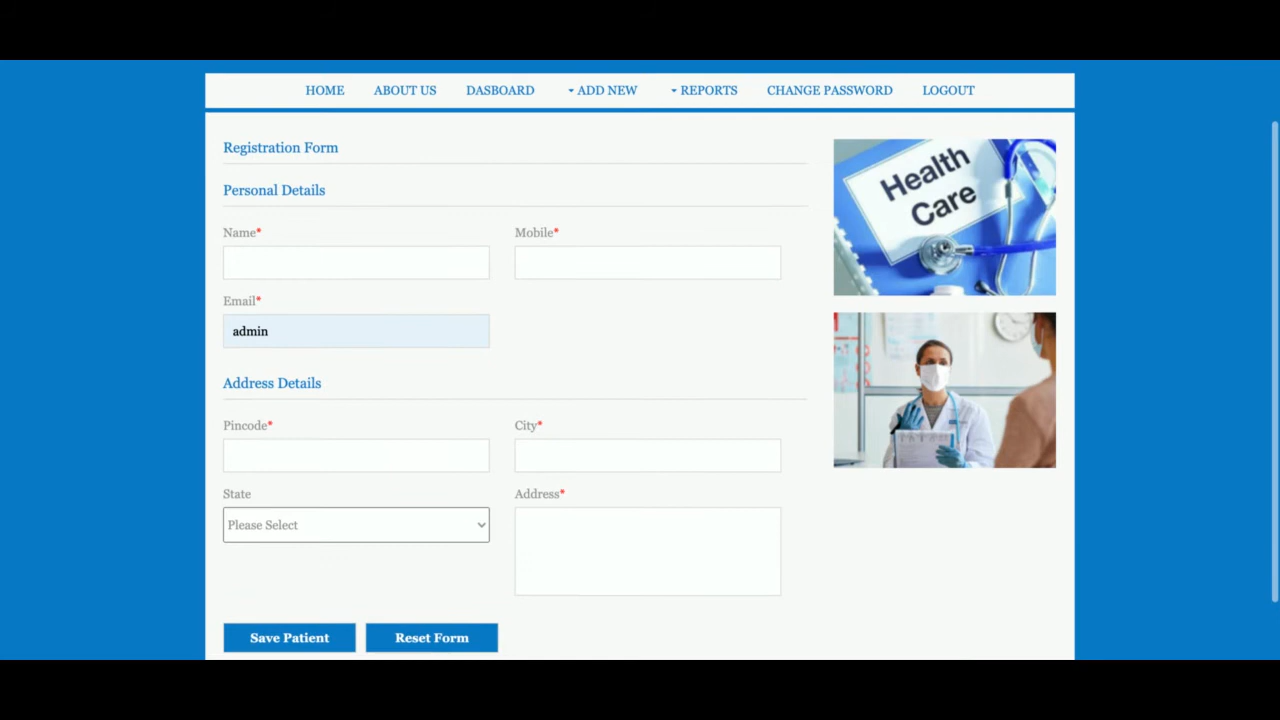 HOME ABOUT US DASBOARD ADD NEW REPORTS CHANGE PASSWORD LOGOUT
Registration Form
Personal Details
Name* Mobile*
Email*
admin
Address Details
Pincode* City*
State Address*
Please Select
Save Patient Reset Form
Health
Care